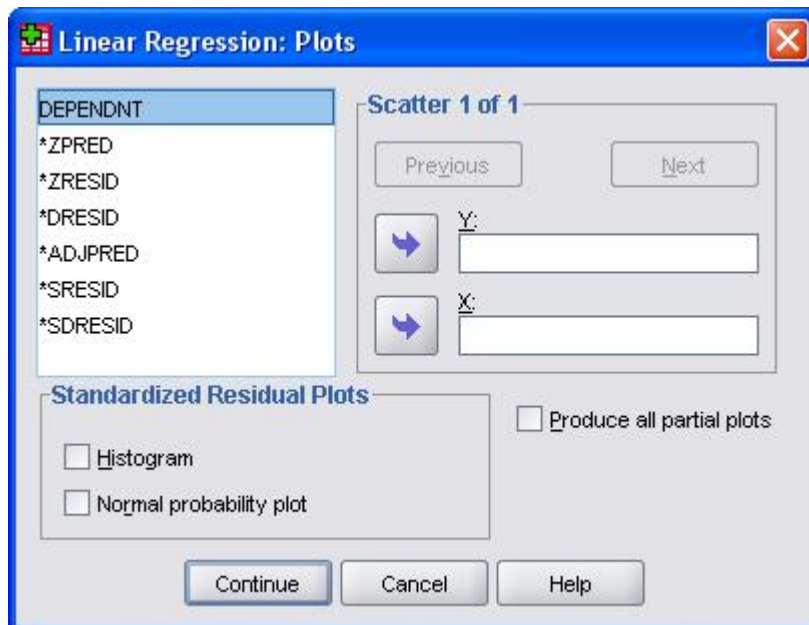 Linear Regression: Plots
DEPENDNT
*ZPRED
*ZRESID
*DRESID
*ADJPRED
*SRESID
*SDRESID
Scatter 1 of 1
Previous
Next
Y:
X:
Standardized Residual Plots
Histogram
Normal probability plot
Produce all partial plots
Continue
Cancel
Help